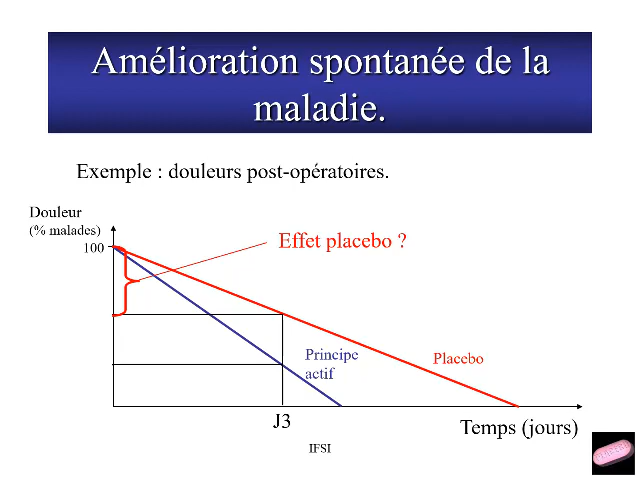 Amélioration spontanée de la
maladie.
Exemple : douleurs post-opératoires.
Douleur
(% malades)
100
Effet placebo ?
Principe
actif
Placebo
J3
Temps (jours)
IFSI